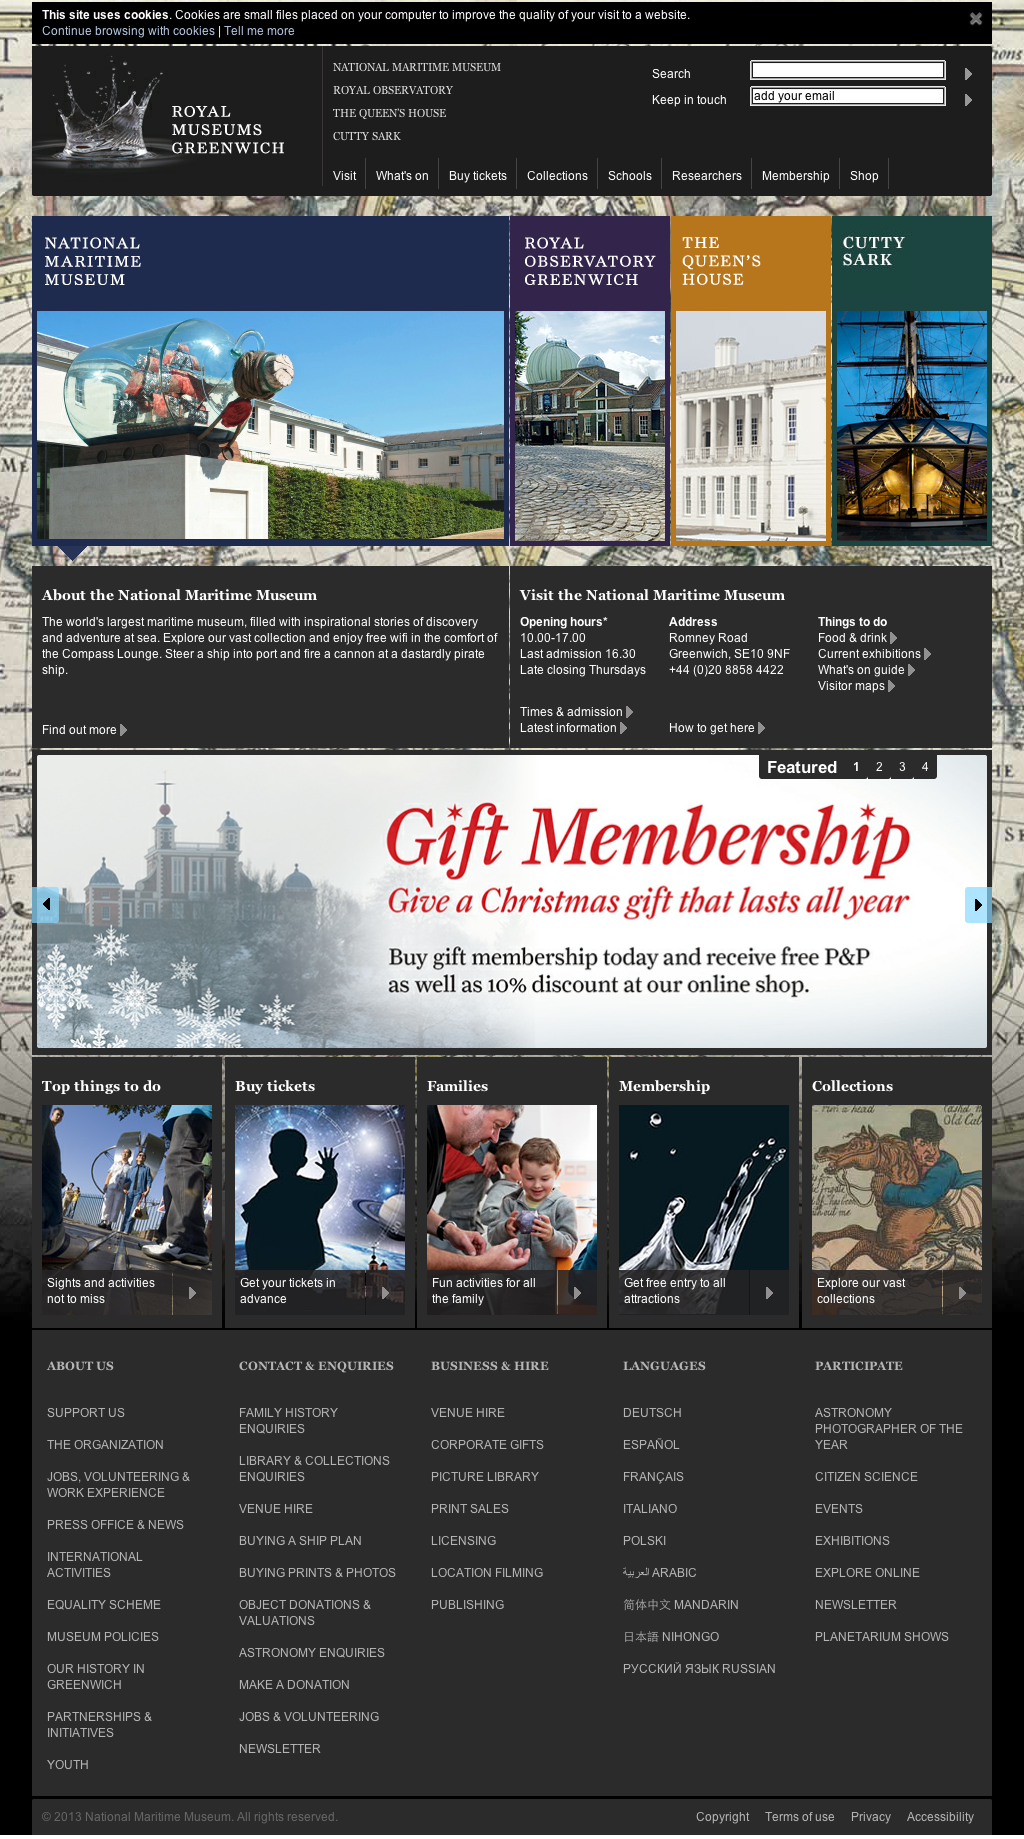 This site uses cookies. Cookies are small files placed on your computer to improve the quality of your visit to a website.
Continue browsing with cookies | Tell me more
ROYAL
MUSEUMS
GREENWICH
NATIONAL MARITIME MUSEUM
ROYAL OBSERVATORY
THE QUEEN'S HOUSE
CUTTY SARK
Search
Keep in touch add your email
Visit What's on Buy tickets Collections Schools Researchers Membership Shop
NATIONAL
MARITIME
MUSEUM
ROYAL
OBSERVATORY
GREENWICH
THE
QUEEN'S
HOUSE
CUTTY
SARK
About the National Maritime Museum
The world's largest maritime museum, filled with inspirational stories of discovery
and adventure at sea. Explore our vast collection and enjoy free wifi in the comfort of
the Compass Lounge. Steer a ship into port and fire a cannon at a dastardly pirate
ship.
Find out more
Visit the National Maritime Museum
Opening hours*
10.00-17.00
Last admission 16.30
Late closing Thursdays
Times & admission
Latest information
Address
Romney Road
Greenwich, SE10 9NF
+44 (0)20 8858 4422
How to get here
Things to do
Food & drink
Current exhibitions
What's on guide
Visitor maps
Featured 1 2 3 4
Gift Membership
Give a Christmas gift that lasts all year
Buy gift membership today and receive free P&P
as well as 10% discount at our online shop.
Top things to do
Sights and activities
not to miss
Buy tickets
Get your tickets in
advance
Families
Fun activities for all
the family
Membership
Get free entry to all
attractions
Collections
Explore our vast
collections
ABOUT US
SUPPORT US
THE ORGANIZATION
JOBS, VOLUNTEERING &
WORK EXPERIENCE
PRESS OFFICE & NEWS
INTERNATIONAL
ACTIVITIES
EQUALITY SCHEME
MUSEUM POLICIES
OUR HISTORY IN
GREENWICH
PARTNERSHIPS &
INITIATIVES
YOUTH
CONTACT & ENQUIRIES
FAMILY HISTORY
ENQUIRIES
LIBRARY & COLLECTIONS
ENQUIRIES
VENUE HIRE
BUYING A SHIP PLAN
BUYING PRINTS & PHOTOS
OBJECT DONATIONS &
VALUATIONS
ASTRONOMY ENQUIRIES
MAKE A DONATION
JOBS & VOLUNTEERING
NEWSLETTER
BUSINESS & HIRE
VENUE HIRE
CORPORATE GIFTS
PICTURE LIBRARY
PRINT SALES
LICENSING
LOCATION FILMING
PUBLISHING
LANGUAGES
DEUTSCH
ESPAÑOL
FRANÇAIS
ITALIANO
POLSKI
العربية ARABIC
简体中文 MANDARIN
日本語 NIHONGO
РУССКИЙ ЯЗЫК RUSSIAN
PARTICIPATE
ASTRONOMY
PHOTOGRAPHER OF THE
YEAR
CITIZEN SCIENCE
EVENTS
EXHIBITIONS
EXPLORE ONLINE
NEWSLETTER
PLANETARIUM SHOWS
© 2013 National Maritime Museum. All rights reserved.
Copyright Terms of use Privacy Accessibility